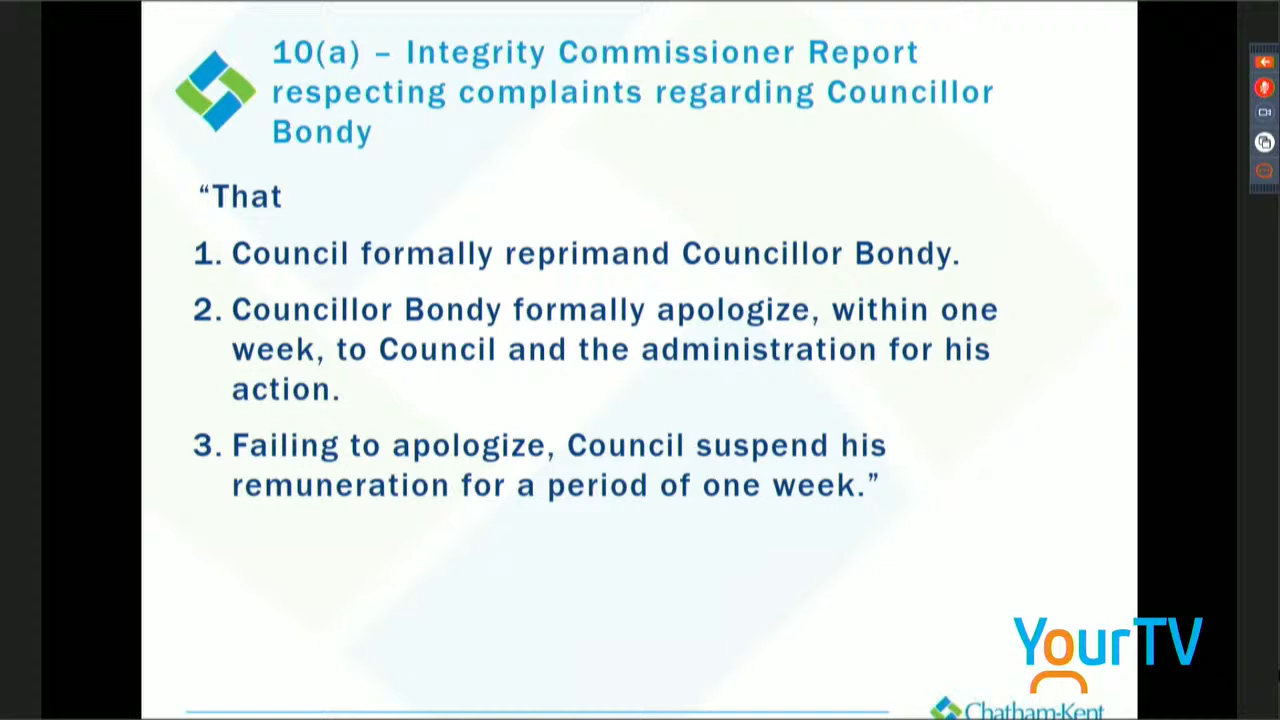 10(a) – Integrity Commissioner Report
respecting complaints regarding Councillor
Bondy
“That
1. Council formally reprimand Councillor Bondy.
2. Councillor Bondy formally apologize, within one
week, to Council and the administration for his
action.
3. Failing to apologize, Council suspend his
remuneration for a period of one week.”
YourTV
Chatham-Kent